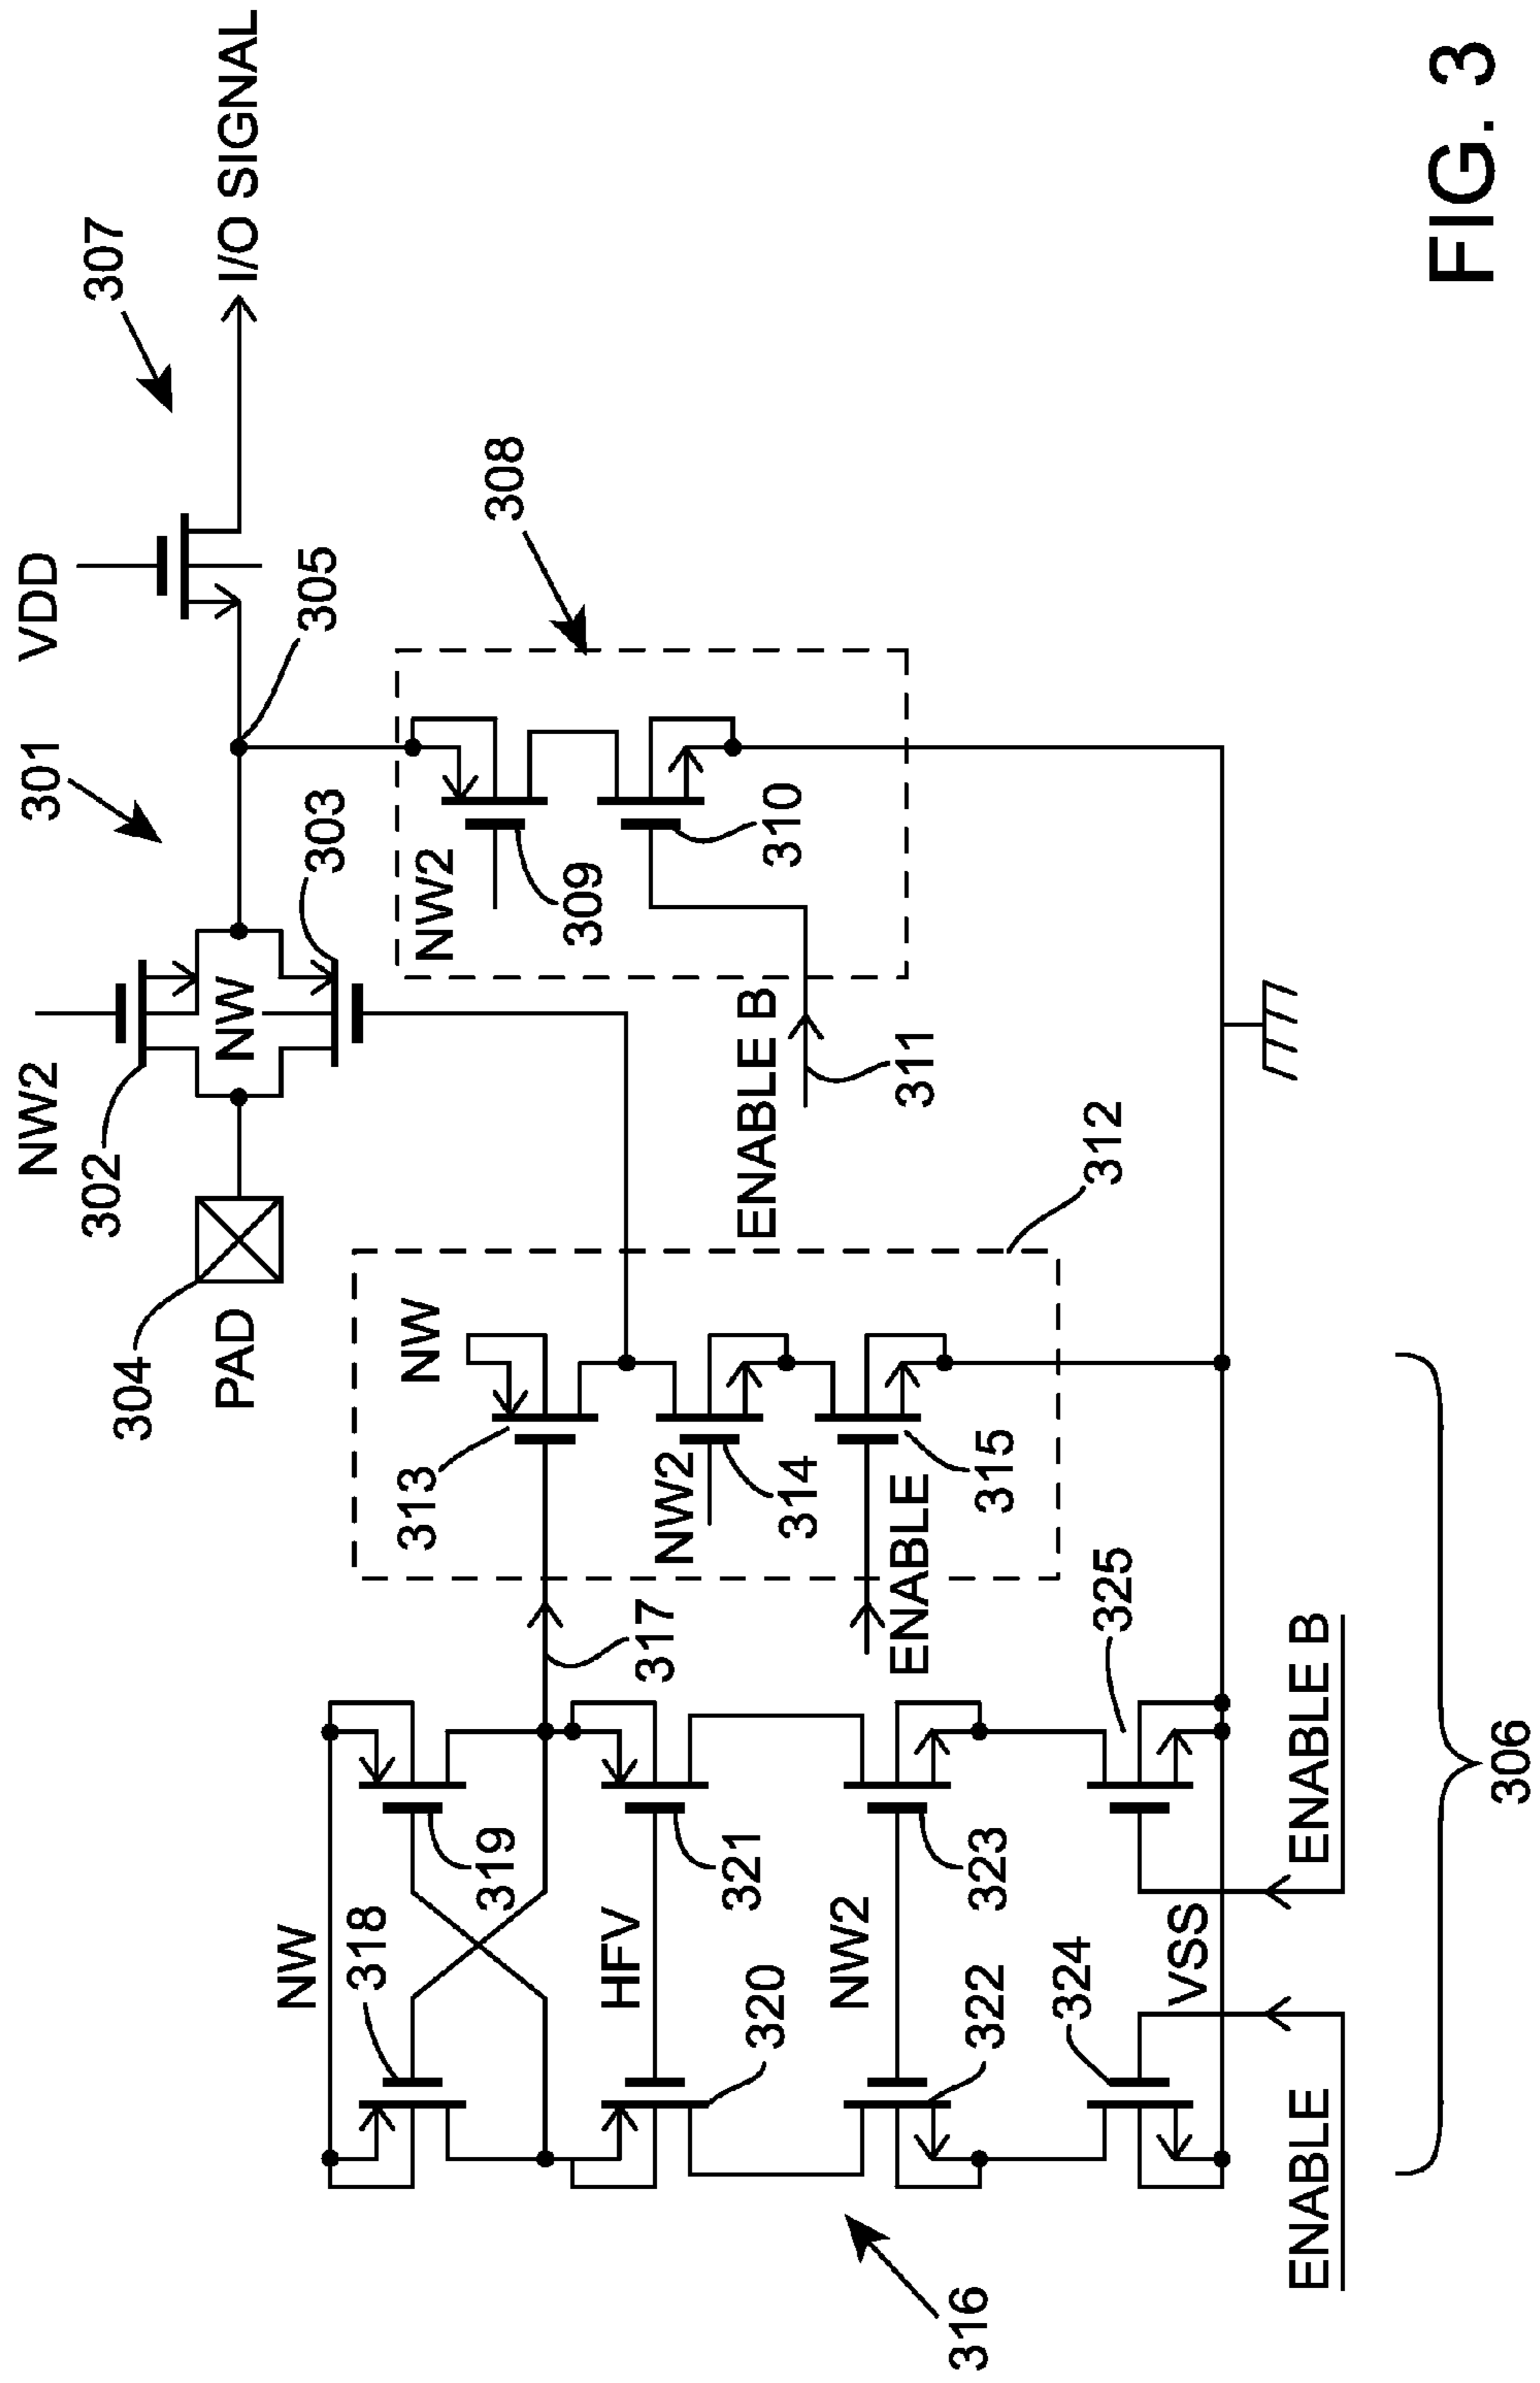 FIG. 3
307
I/O SIGNAL
VDD
301
305
308
NW2
302
NW
303
304
PAD
NW2
309
310
ENABLE B
311
312
NW
313
NW2
314
315
ENABLE
317
NW
318
319
HFV
320
321
NW2
322
323
VSS
324
325
316
ENABLE
ENABLE B
306